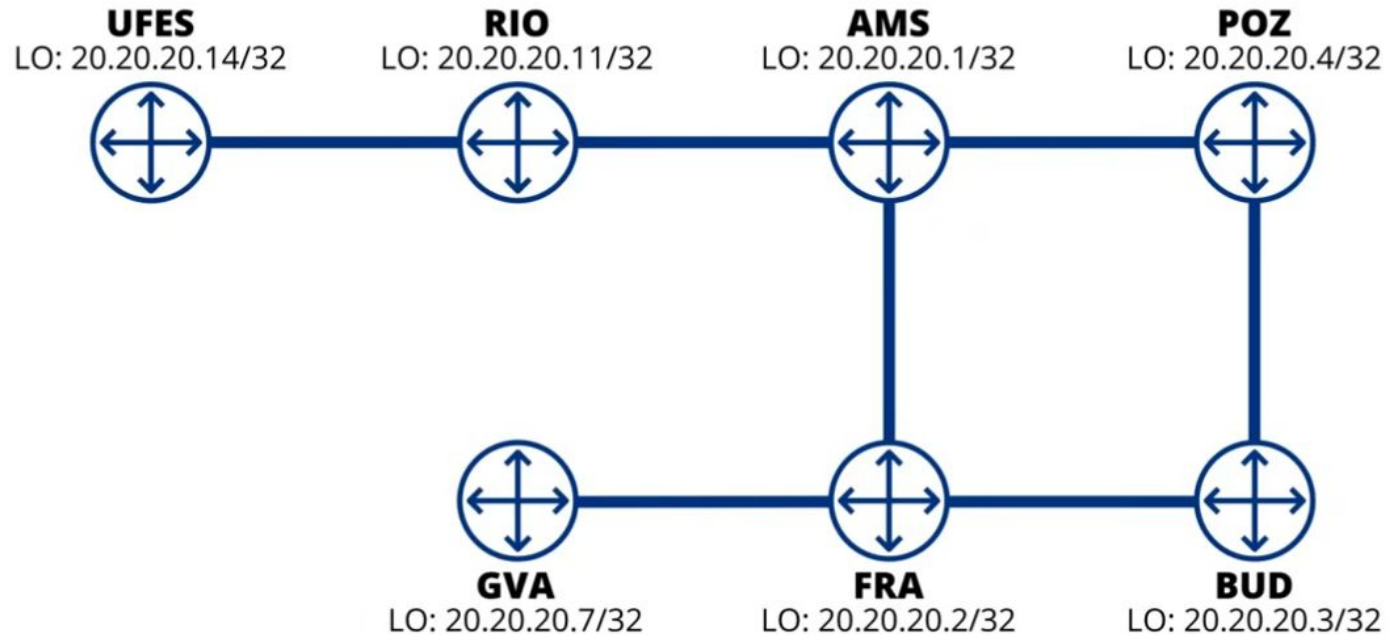 UFES
LO: 20.20.20.14/32
RIO
LO: 20.20.20.11/32
AMS
LO: 20.20.20.1/32
POZ
LO: 20.20.20.4/32
GVA
LO: 20.20.20.7/32
FRA
LO: 20.20.20.2/32
BUD
LO: 20.20.20.3/32